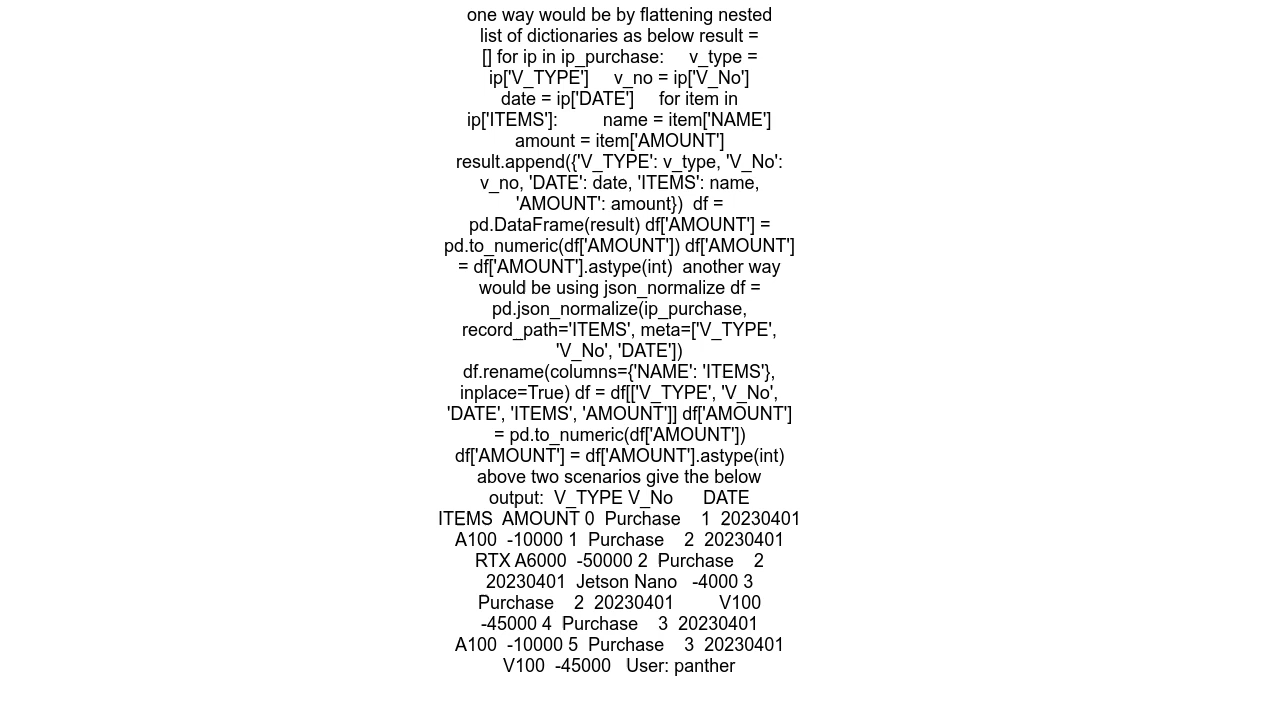 one way would be by flattening nested
list of dictionaries as below result =
[] for ip in ip_purchase:     v_type =
ip['V_TYPE']     v_no = ip['V_No']
date = ip['DATE']     for item in
ip['ITEMS']:         name = item['NAME']
amount = item['AMOUNT']
result.append({'V_TYPE': v_type, 'V_No':
v_no, 'DATE': date, 'ITEMS': name,
'AMOUNT': amount})  df =
pd.DataFrame(result) df['AMOUNT'] =
pd.to_numeric(df['AMOUNT']) df['AMOUNT']
= df['AMOUNT'].astype(int)  another way
would be using json_normalize df =
pd.json_normalize(ip_purchase,
record_path='ITEMS', meta=['V_TYPE',
'V_No', 'DATE'])
df.rename(columns={'NAME': 'ITEMS'},
inplace=True) df = df[['V_TYPE', 'V_No',
'DATE', 'ITEMS', 'AMOUNT']] df['AMOUNT']
= pd.to_numeric(df['AMOUNT'])
df['AMOUNT'] = df['AMOUNT'].astype(int)
above two scenarios give the below
output:  V_TYPE V_No      DATE
ITEMS  AMOUNT 0  Purchase    1  20230401
A100  -10000 1  Purchase    2  20230401
RTX A6000  -50000 2  Purchase    2
20230401  Jetson Nano   -4000 3
Purchase    2  20230401         V100
-45000 4  Purchase    3  20230401
A100  -10000 5  Purchase    3  20230401
V100  -45000   User: panther